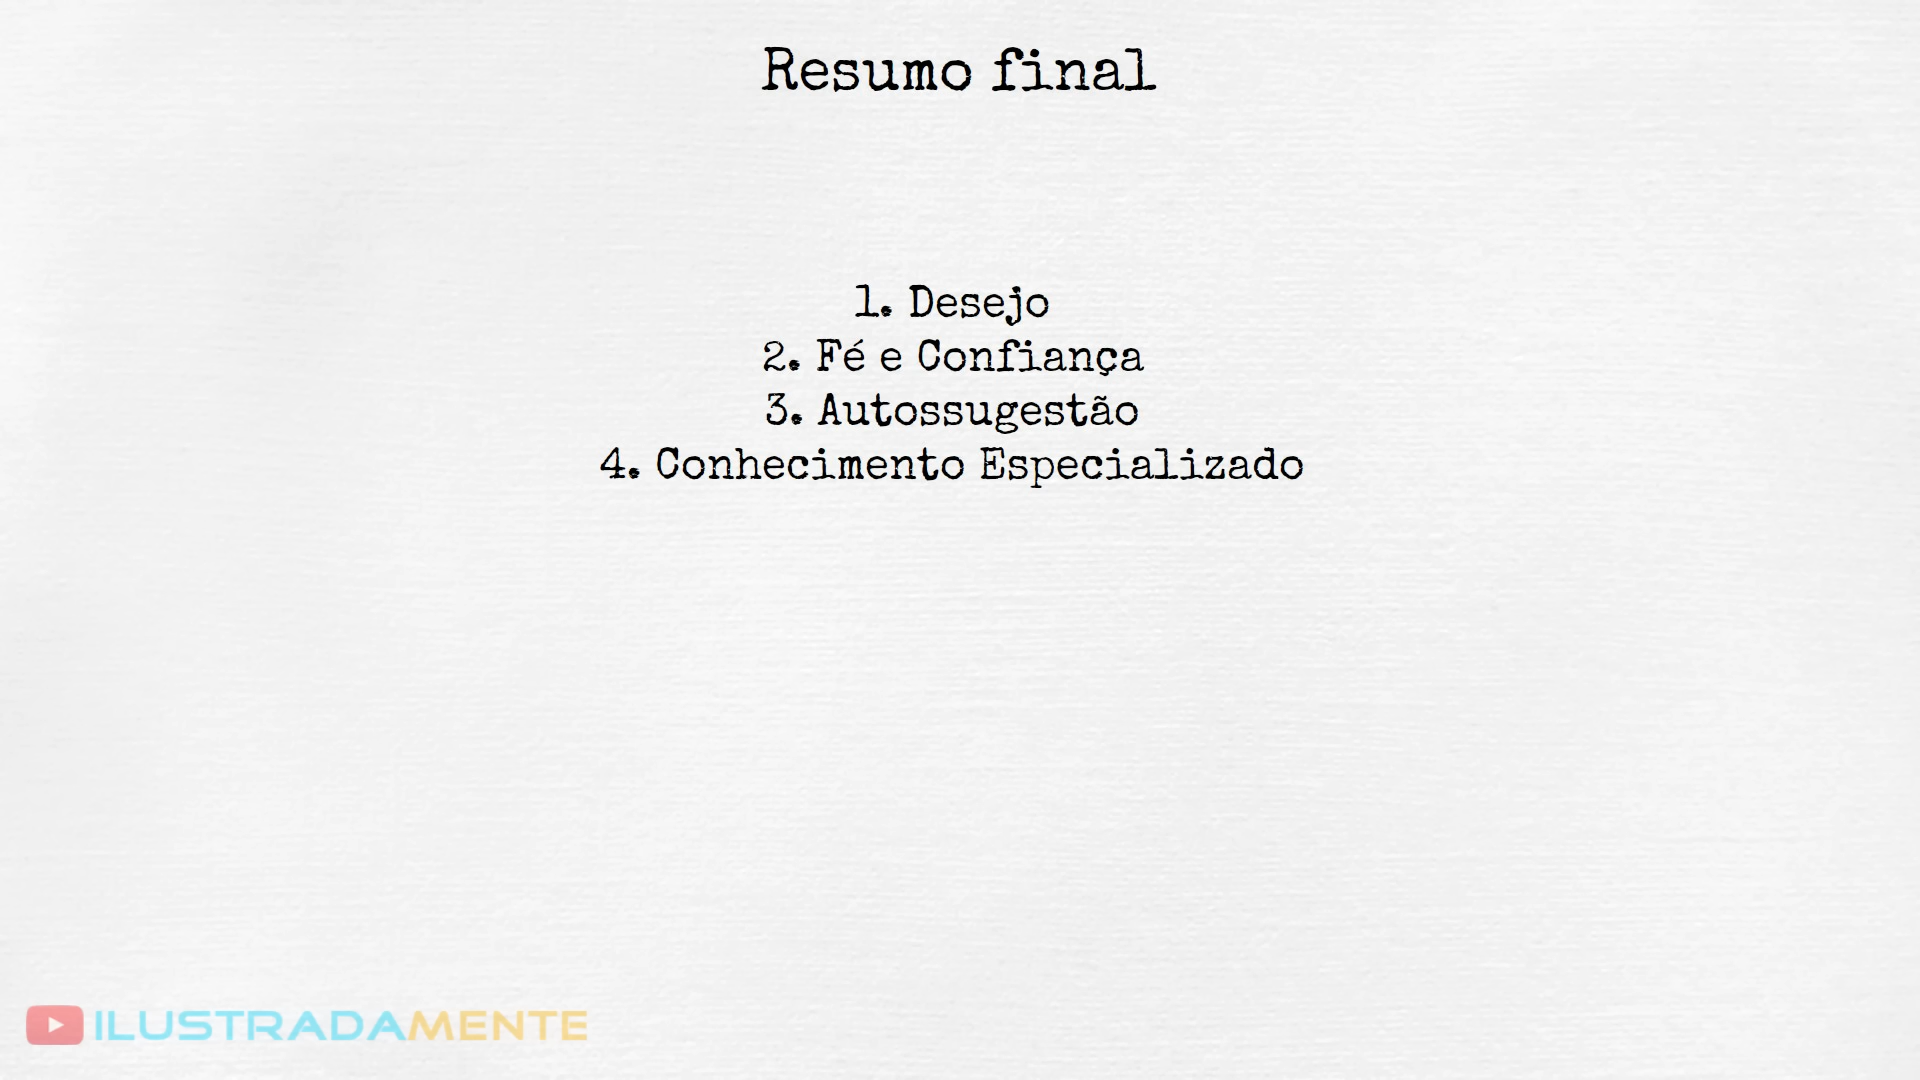 Resumo final
1. Desejo
2. Fé e Confiança
3. Autossugestão
4. Conhecimento Especializado
ILUSTRADAMENTE